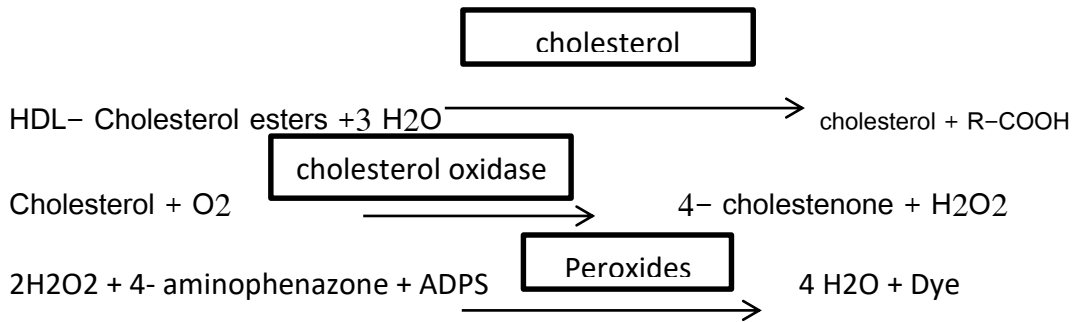 cholesterol
HDL– Cholesterol esters +3 H2O cholesterol + R–COOH
cholesterol oxidase
Cholesterol + O2 4– cholestenone + H2O2
Peroxides
2H2O2 + 4- aminophenazone + ADPS 4 H2O + Dye